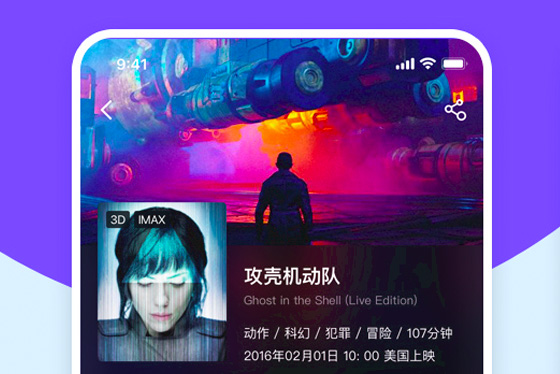 9:41
3D IMAX
攻壳机动队
Ghost in the Shell (Live Edition)
动作 / 科幻 / 犯罪 / 冒险 / 107分钟
2016年02月01日 10: 00 美国上映